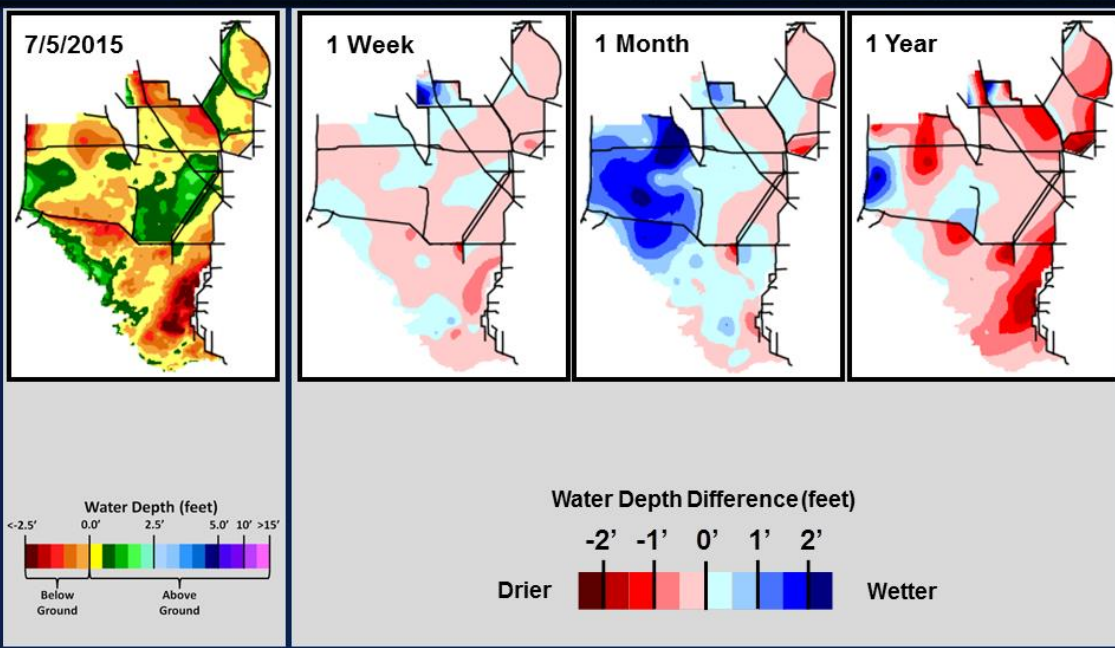 7/5/2015
1 Week
1 Month
1 Year
Water Depth (feet)
<-2.5’ 0.0’ 2.5’ 5.0’ 10’ >15’
Below
Ground
Above
Ground
Water Depth Difference (feet)
-2’ -1’ 0’ 1’ 2’
Drier
Wetter